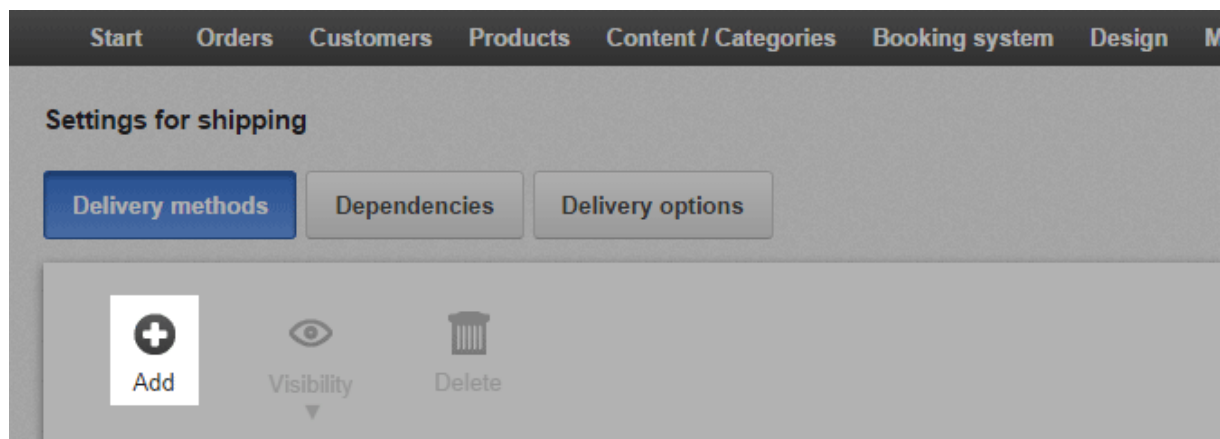 Start Orders Customers Products Content / Categories Booking system Design
Settings for shipping
Delivery methods Dependencies Delivery options
Add Visibility Delete